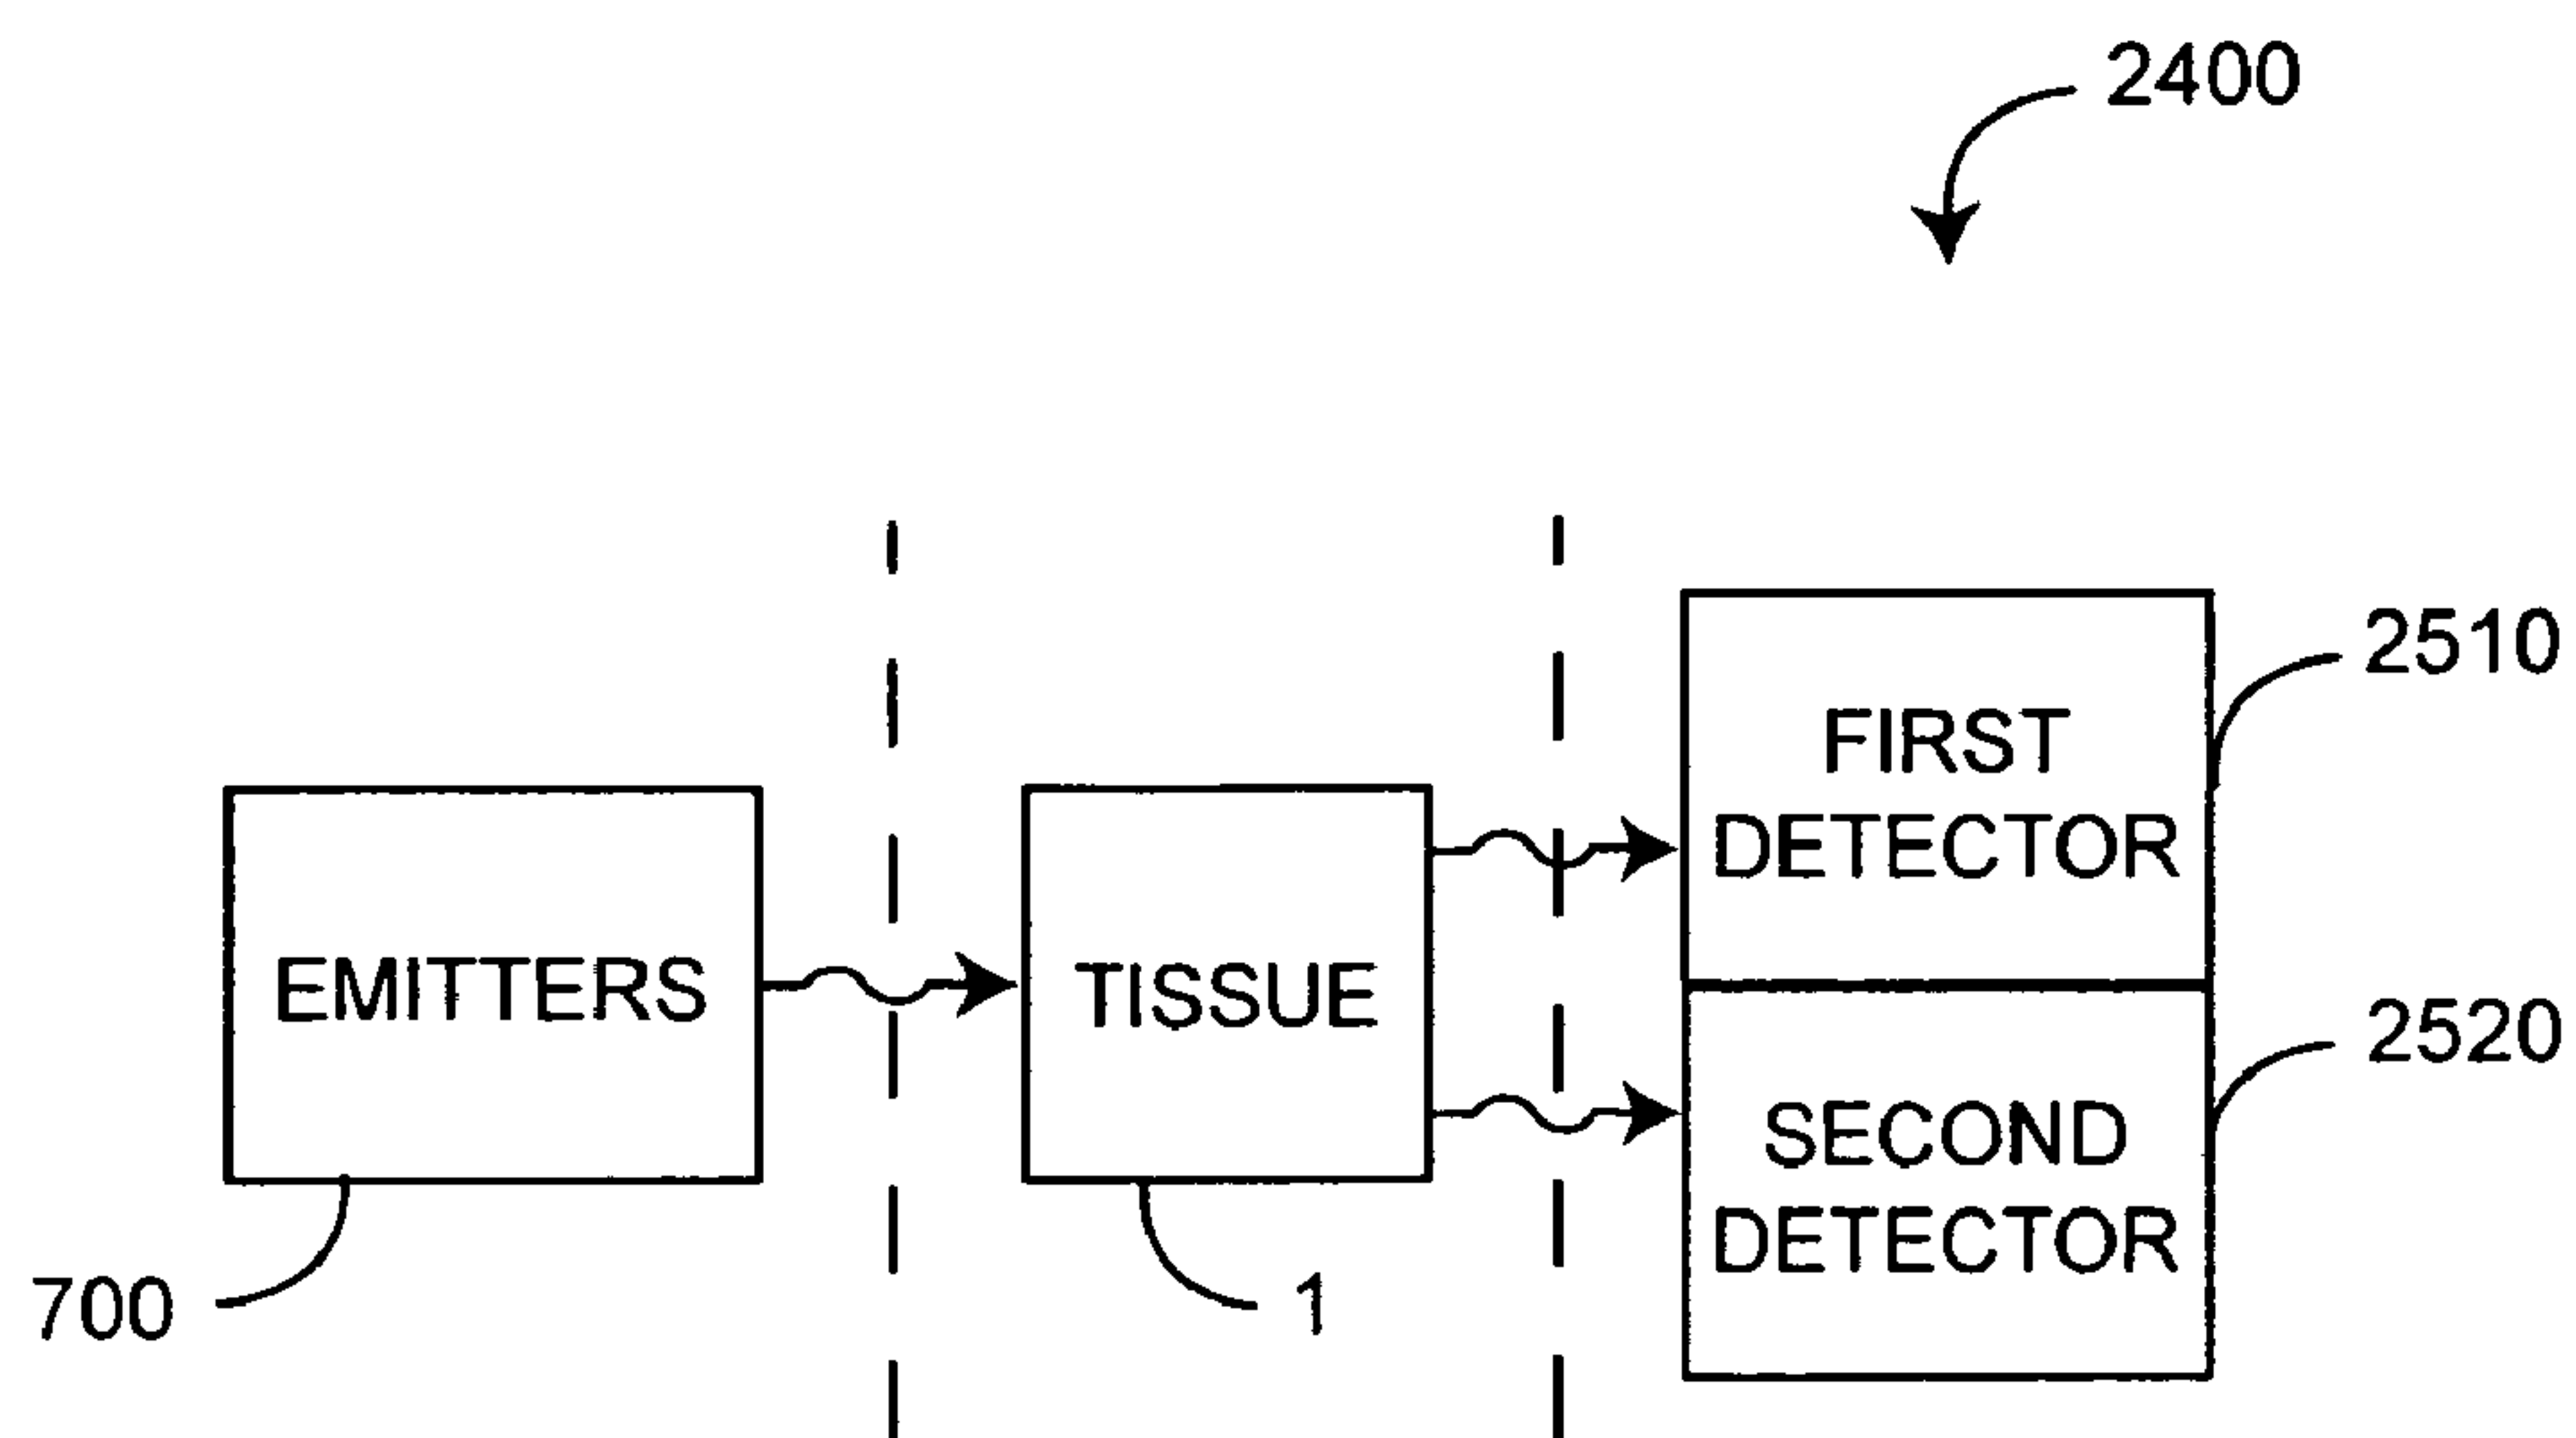 2400
2510
FIRST
DETECTOR
EMITTERS
TISSUE
2520
SECOND
DETECTOR
700
1